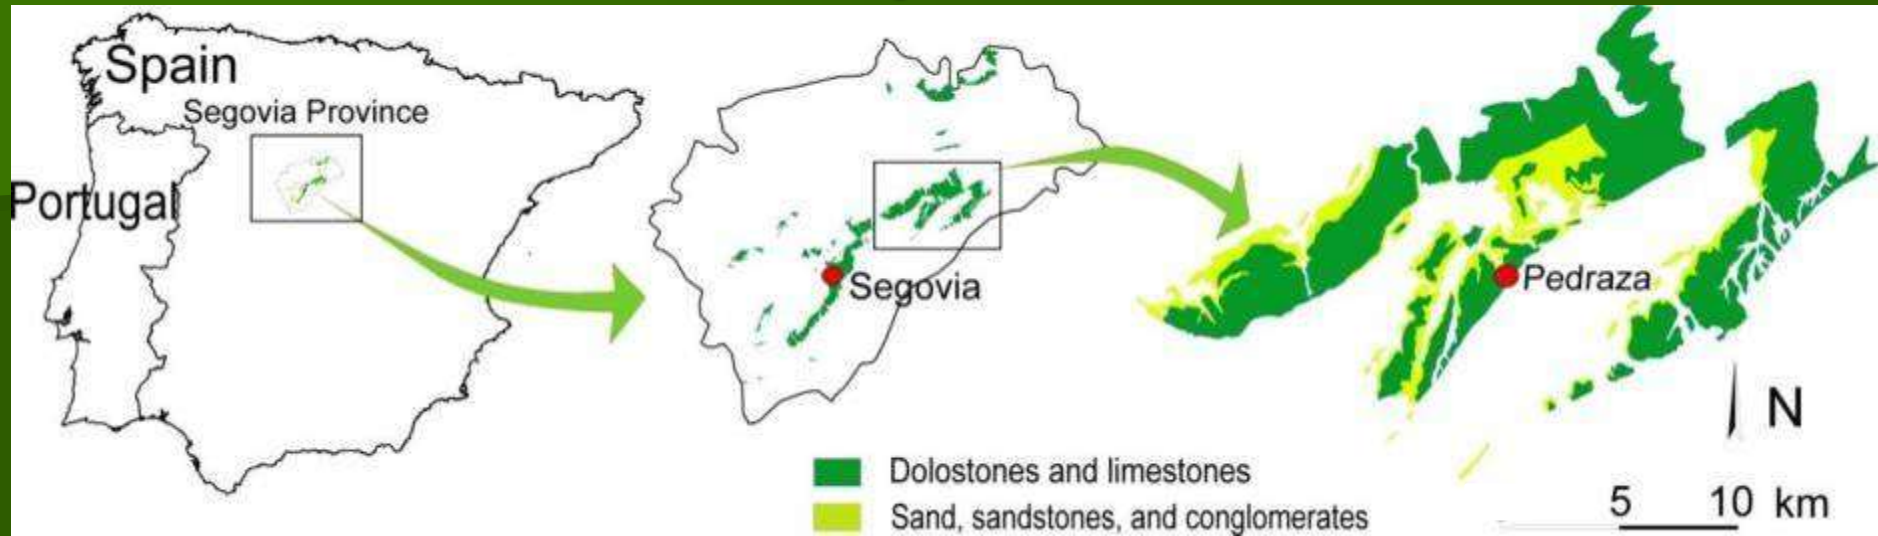 Spain
Segovia Province
Portugal
Segovia
Pedraza
N
Dolostones and limestones
Sand, sandstones, and conglomerates
5 10 km